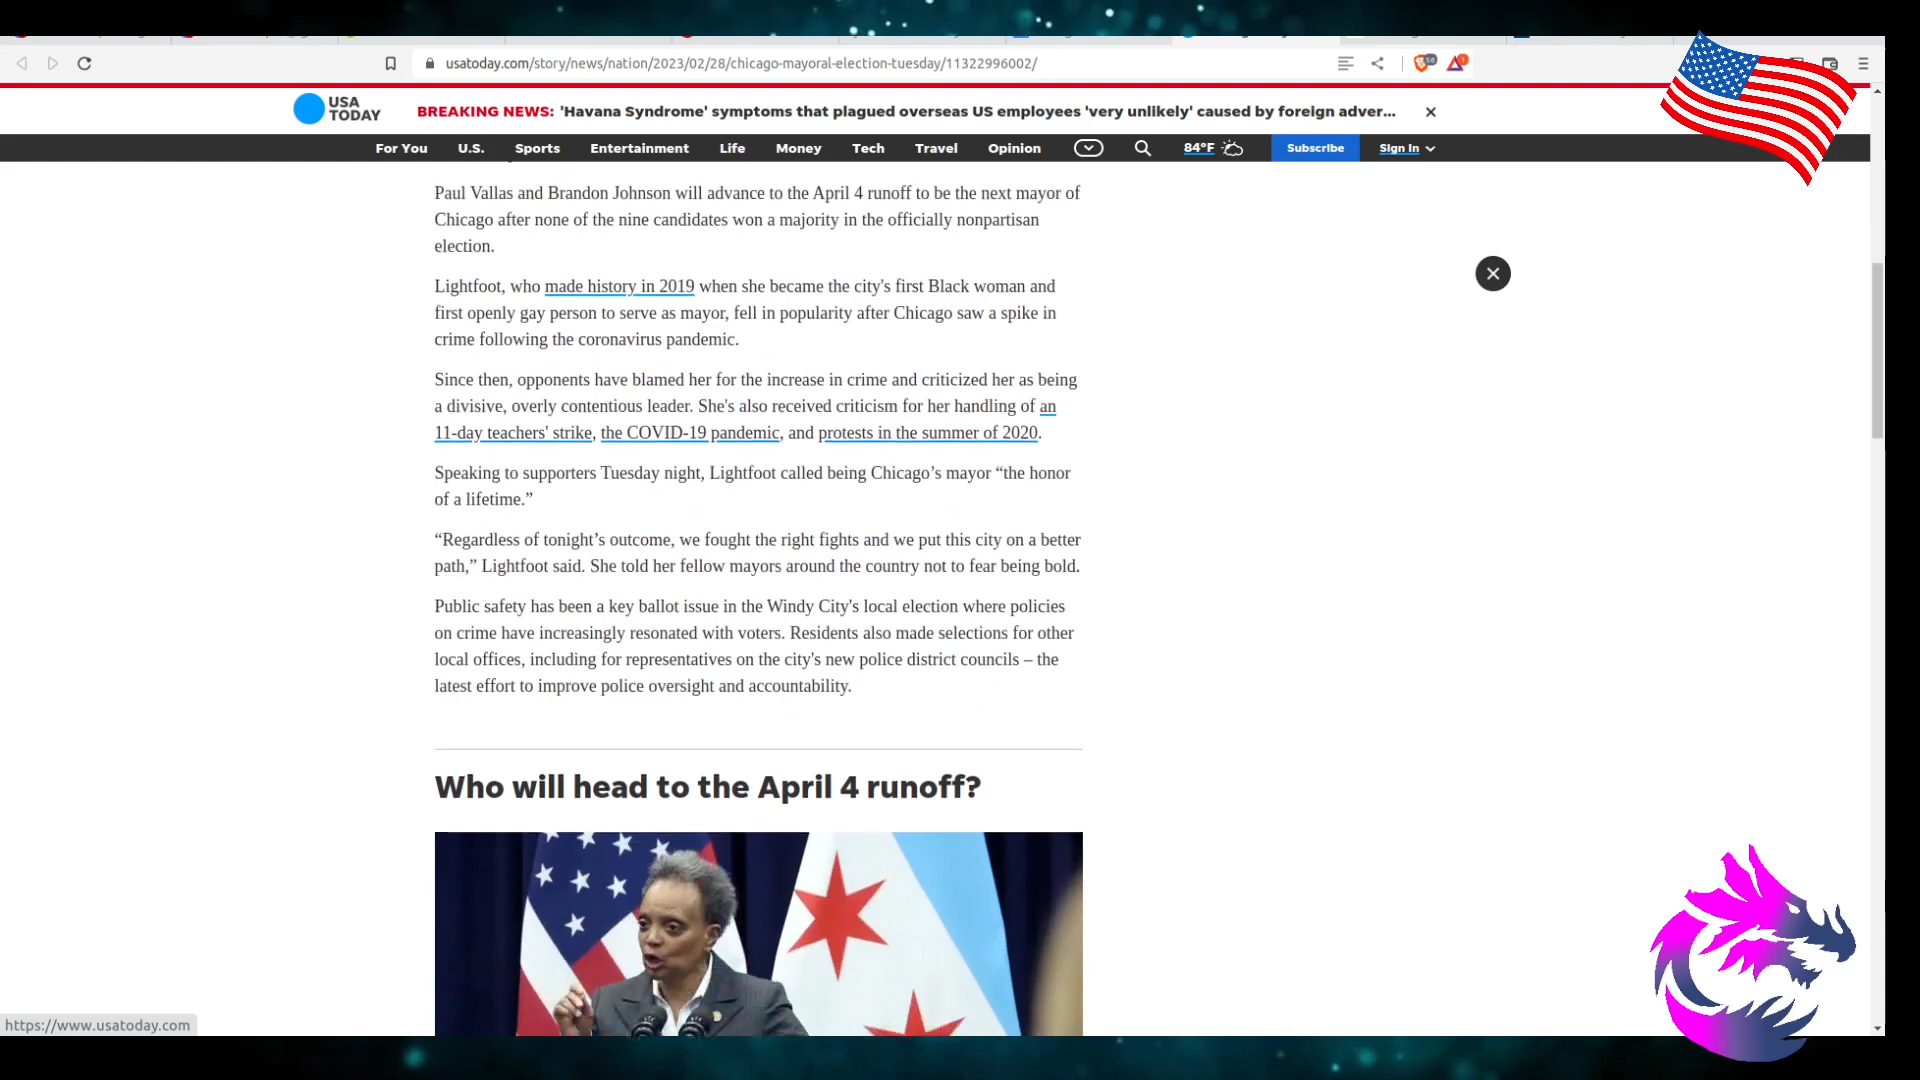 usatoday.com/story/news/nation/2023/02/28/chicago-mayoral-election-tuesday/11322996002/
56
1
USA
TODAY
BREAKING NEWS: 'Havana Syndrome' symptoms that plagued overseas US employees 'very unlikely' caused by foreign adver...
For You U.S. Sports Entertainment Life Money Tech Travel Opinion 84°F Subscribe Sign In
Paul Vallas and Brandon Johnson will advance to the April 4 runoff to be the next mayor of
Chicago after none of the nine candidates won a majority in the officially nonpartisan
election.
Lightfoot, who made history in 2019 when she became the city's first Black woman and
first openly gay person to serve as mayor, fell in popularity after Chicago saw a spike in
crime following the coronavirus pandemic.
Since then, opponents have blamed her for the increase in crime and criticized her as being
a divisive, overly contentious leader. She's also received criticism for her handling of an
11-day teachers' strike, the COVID-19 pandemic, and protests in the summer of 2020.
Speaking to supporters Tuesday night, Lightfoot called being Chicago’s mayor “the honor
of a lifetime.”
“Regardless of tonight’s outcome, we fought the right fights and we put this city on a better
path,” Lightfoot said. She told her fellow mayors around the country not to fear being bold.
Public safety has been a key ballot issue in the Windy City's local election where policies
on crime have increasingly resonated with voters. Residents also made selections for other
local offices, including for representatives on the city's new police district councils – the
latest effort to improve police oversight and accountability.
Who will head to the April 4 runoff?
https://www.usatoday.com